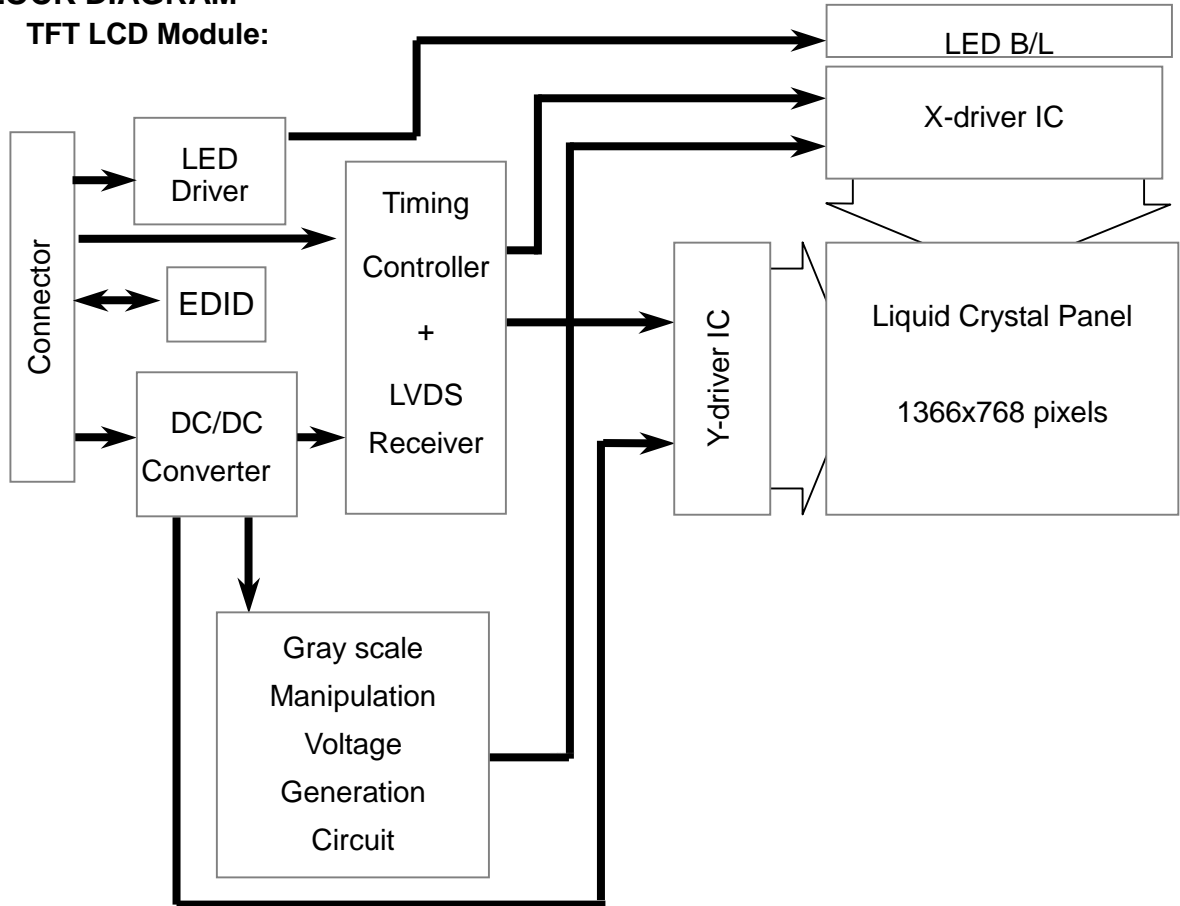 TFT LCD Module:
LED B/L
X-driver IC
LED
Driver
Timing
Controller
+
LVDS
Receiver
Connector
EDID
DC/DC
Converter
Y-driver IC
Liquid Crystal Panel
1366x768 pixels
Gray scale
Manipulation
Voltage
Generation
Circuit